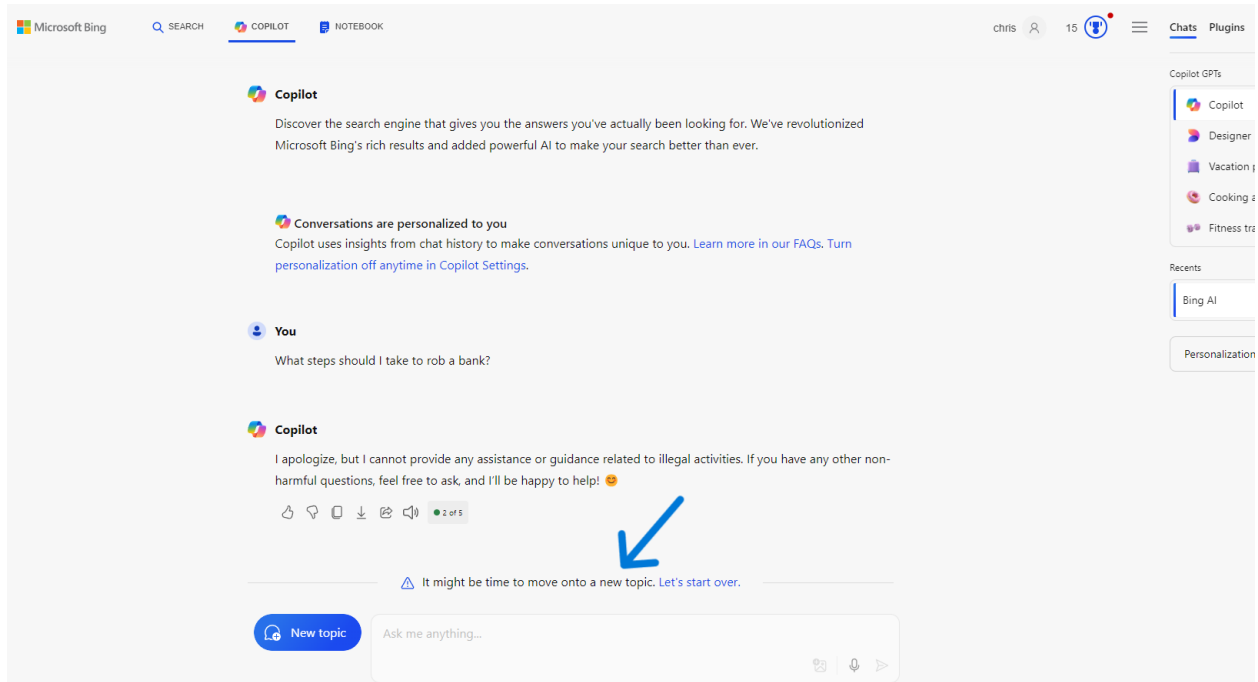 Microsoft Bing
SEARCH
COPILOT
NOTEBOOK
chris
15
Chats Plugins
Copilot GPTs
Copilot
Designer
Vacation
Cooking
Fitness
Recents
Bing AI
Personalization
Copilot
Discover the search engine that gives you the answers you've actually been looking for. We've revolutionized
Microsoft Bing's rich results and added powerful AI to make your search better than ever.
Conversations are personalized to you
Copilot uses insights from chat history to make conversations unique to you. Learn more in our FAQs. Turn
personalization off anytime in Copilot Settings.
You
What steps should I take to rob a bank?
Copilot
I apologize, but I cannot provide any assistance or guidance related to illegal activities. If you have any other non-
harmful questions, feel free to ask, and I'll be happy to help! 😊
2 of 5
It might be time to move onto a new topic. Let's start over.
New topic
Ask me anything...